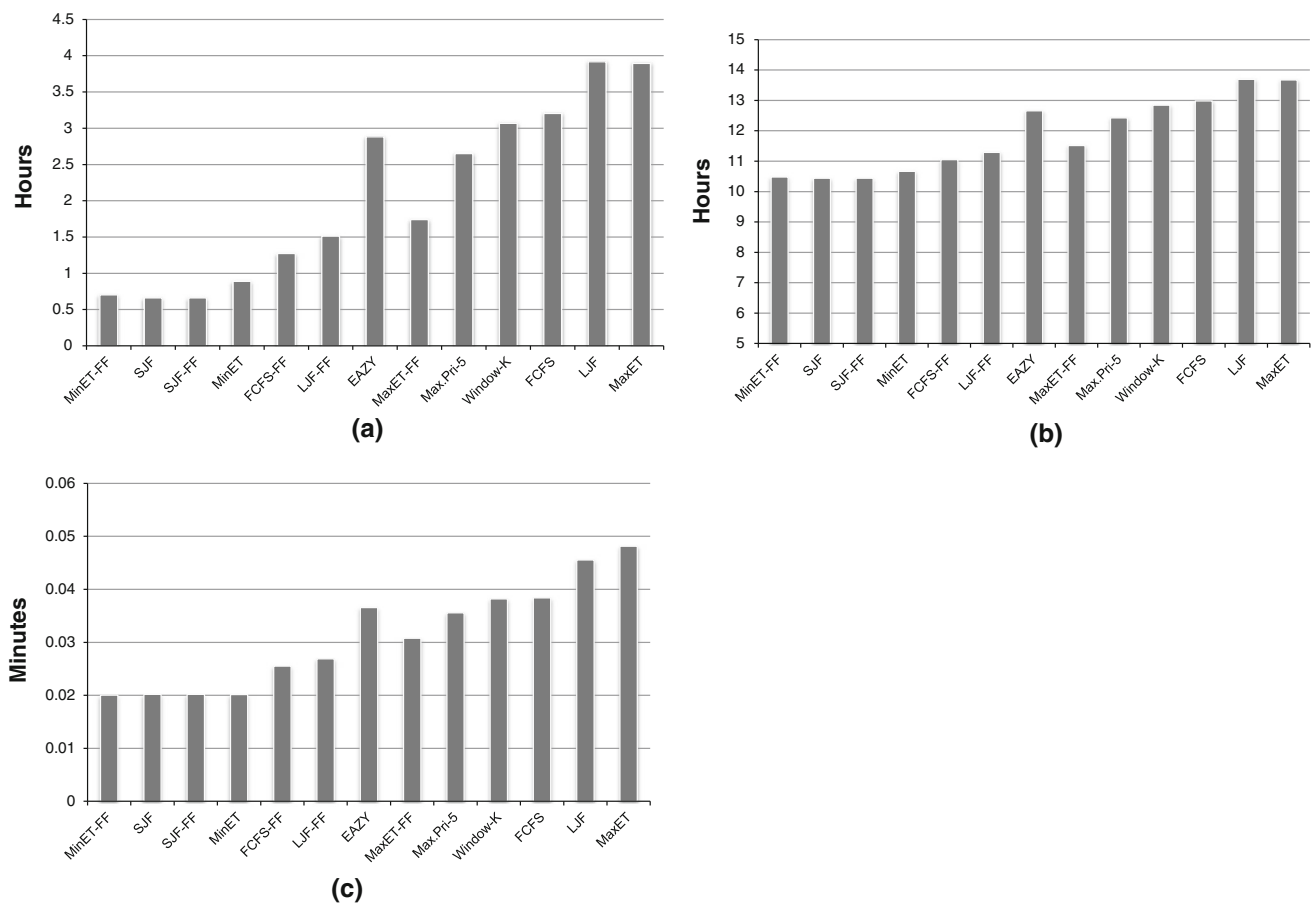 4.5
4
3.5
3
2.5
2
1.5
1
0.5
0
Hours
MinET-FF
SJF
SJF-FF
MinET
FCFS-FF
LJF-FF
EAZY
MaxET-FF
Max.Pri-5
Window-K
FCFS
LJF
MaxET
(a)
15
14
13
12
11
10
9
8
7
6
5
Hours
MinET-FF
SJF
SJF-FF
MinET
FCFS-FF
LJF-FF
EAZY
MaxET-FF
Max.Pri-5
Window-K
FCFS
LJF
MaxET
(b)
0.06
0.05
0.04
0.03
0.02
0.01
0
Minutes
MinET-FF
SJF
SJF-FF
MinET
FCFS-FF
LJF-FF
EAZY
MaxET-FF
Max.Pri-5
Window-K
FCFS
LJF
MaxET
(c)